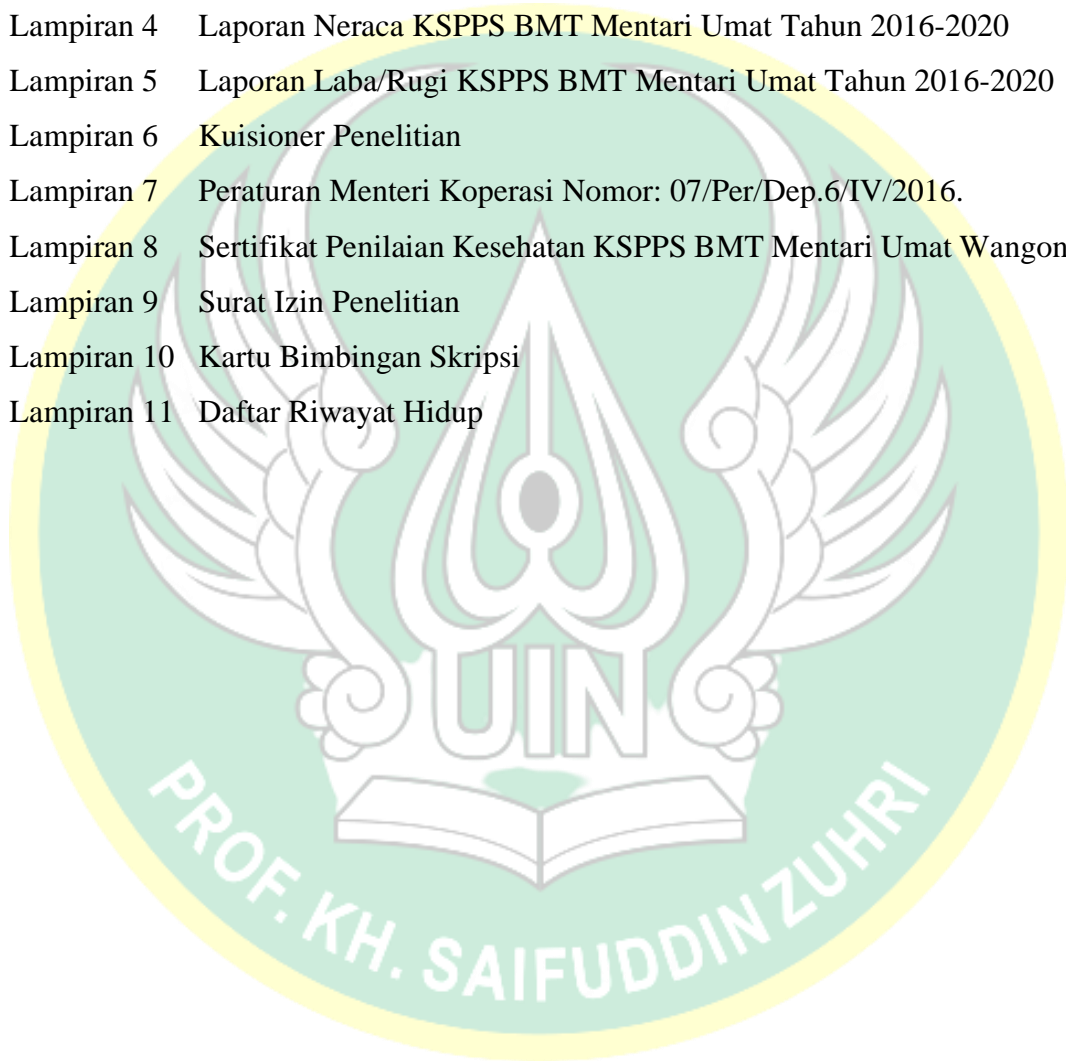 Lampiran 4 Laporan Neraca KSPPS BMT Mentari Umat Tahun 2016-2020
Lampiran 5 Laporan Laba/Rugi KSPPS BMT Mentari Umat Tahun 2016-2020
Lampiran 6 Kuisioner Penelitian
Lampiran 7 Peraturan Menteri Koperasi Nomor: 07/Per/Dep.6/IV/2016.
Lampiran 8 Sertifikat Penilaian Kesehatan KSPPS BMT Mentari Umat Wangon
Lampiran 9 Surat Izin Penelitian
Lampiran 10 Kartu Bimbingan Skripsi
Lampiran 11 Daftar Riwayat Hidup
UIN
PROF. KH. SAIFUDDIN ZUHRI